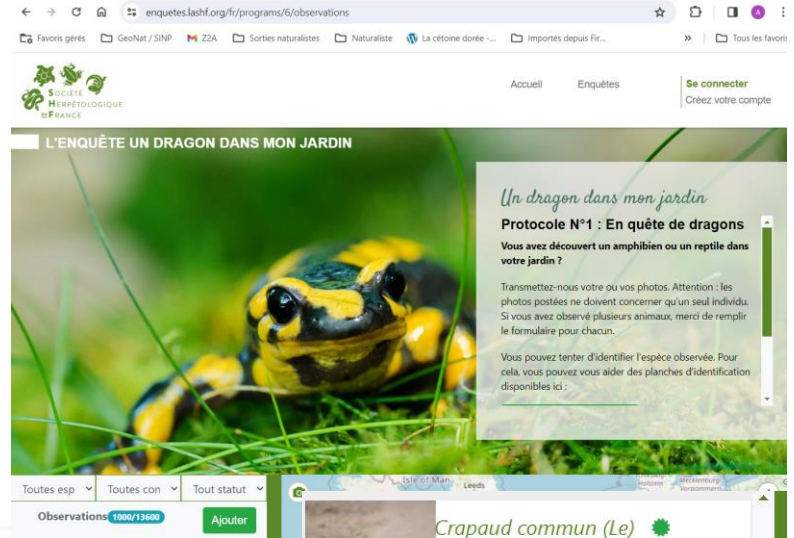 enquetes.lashf.org/fr/programs/6/observations
Favoris gérés
GeoNat / SINP
Z2A
Sorties naturalistes
Naturaliste
La cétoine dorée -...
Importés depuis Fir...
»
Tous les favoris
SOCIÉTÉ
HERPÉTOLOGIQUE
DE FRANCE
Accueil
Enquêtes
Se connecter
Créez votre compte
L'ENQUÊTE UN DRAGON DANS MON JARDIN
Un dragon dans mon jardin
Protocole N°1 : En quête de dragons
Vous avez découvert un amphibien ou un reptile dans
votre jardin ?
Transmettez-nous votre ou vos photos. Attention : les
photos postées ne doivent concerner qu'un seul individu.
Si vous avez observé plusieurs animaux, merci de remplir
le formulaire pour chacun.
Vous pouvez tenter d'identifier l'espèce observée. Pour
cela, vous pouvez vous aider des planches d'identification
disponibles ici :
Toutes esp
Toutes con
Tout statut
Observations 1000/13600
Ajouter
Isle of Man
Leeds
Mecklenburg
Crapaud commun (Le)